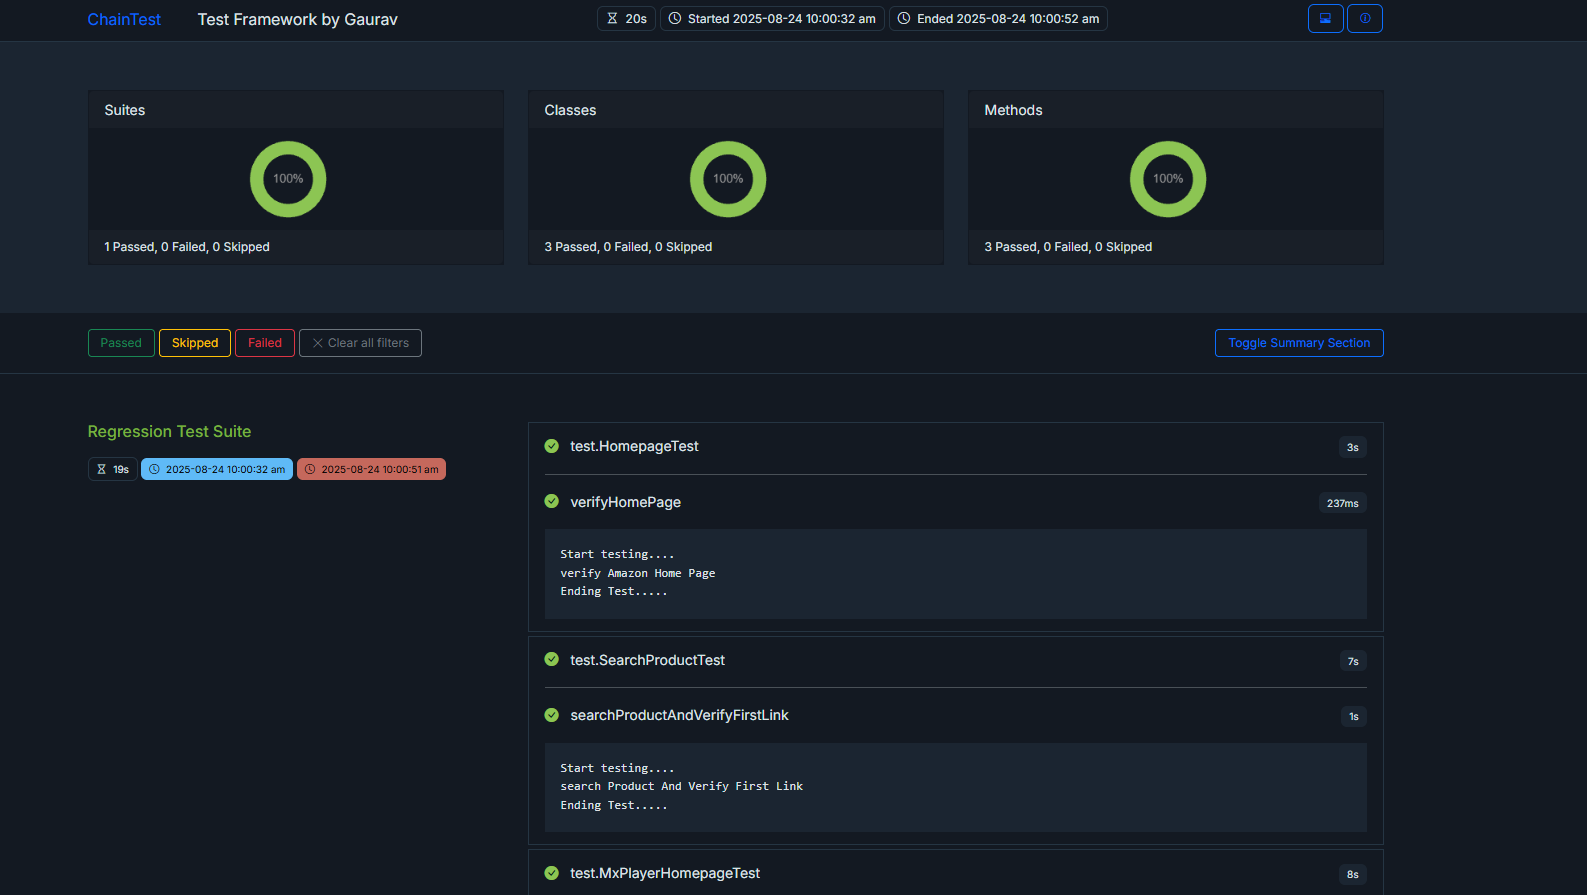 ChainTest Test Framework by Gaurav 20s Started 2025-08-24 10:00:32 am Ended 2025-08-24 10:00:52 am
Suites
100%
1 Passed, 0 Failed, 0 Skipped
Classes
100%
3 Passed, 0 Failed, 0 Skipped
Methods
100%
3 Passed, 0 Failed, 0 Skipped
Passed Skipped Failed Clear all filters Toggle Summary Section
Regression Test Suite
19s 2025-08-24 10:00:32 am 2025-08-24 10:00:51 am
test.HomepageTest 3s
verifyHomePage 237ms
Start testing....
verify Amazon Home Page
Ending Test.....
test.SearchProductTest 7s
searchProductAndVerifyFirstLink 1s
Start testing....
search Product And Verify First Link
Ending Test.....
test.MxPlayerHomepageTest 8s